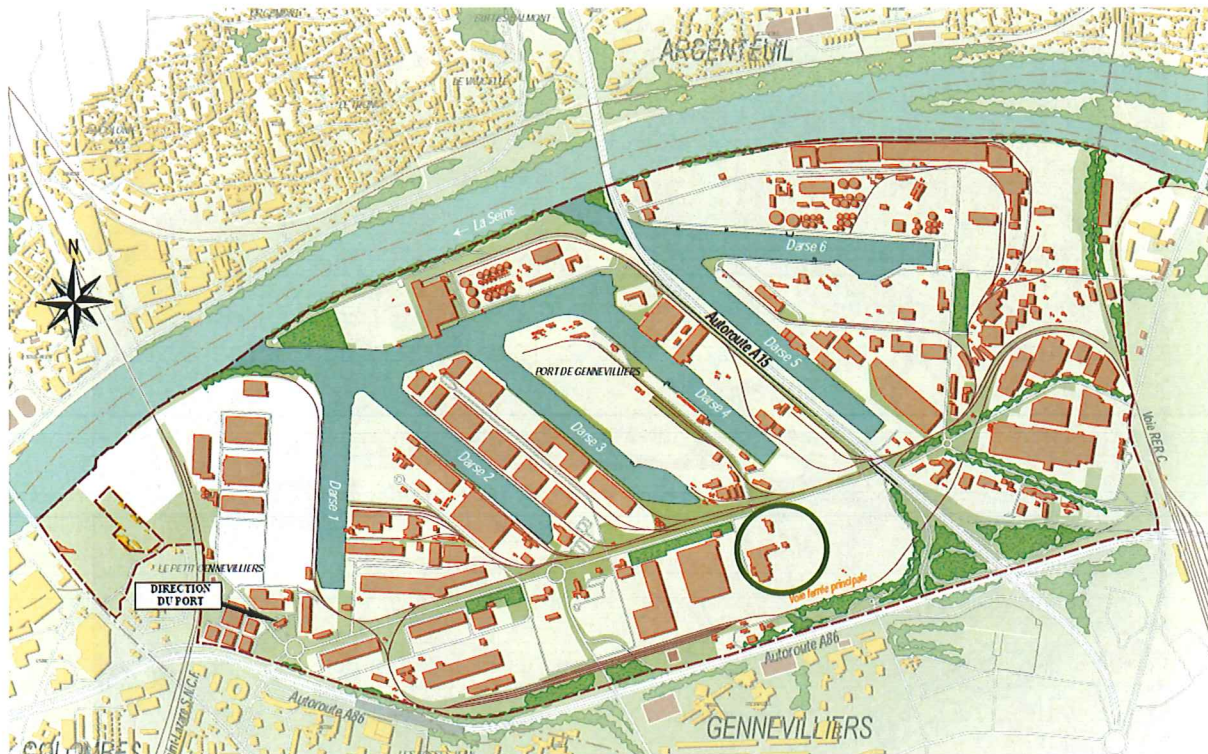 ARGENTEUIL
N
← La Seine
Darse 6
Autoroute A15
Darse 5
PORT DE GENNEVILLIERS
Darse 4
Darse 3
Darse 2
Darse 1
Voie RER C
LE PETIT GENNEVILLIERS
DIRECTION
DU PORT
Voie ferrée principale
Autoroute A86
Autoroute A86
GENNEVILLIERS
COLOMBES